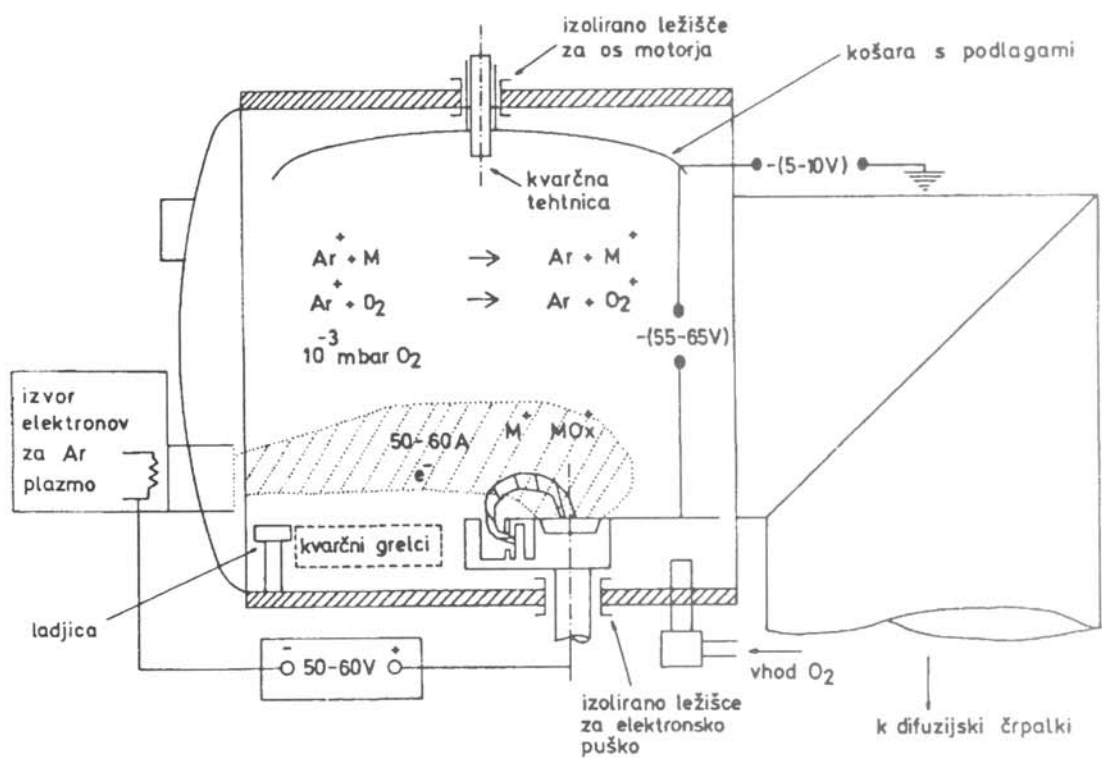 izolirano ležišče
za os motorja
košara s podlagami
-(5-10V)
kvarčna
tehtnica
Ar⁺ + M → Ar + M⁺
Ar⁺ + O₂ → Ar + O₂⁺
10⁻³ mbar O₂
-(55-65V)
izvor
elektronov
za Ar
plazmo
50-60A
e⁻
M⁺ MOx⁺
kvarčni grelci
ladjica
- 50-60V +
vhod O₂
izolirano ležišce
za elektronsko
puško
k difuzijski črpalki